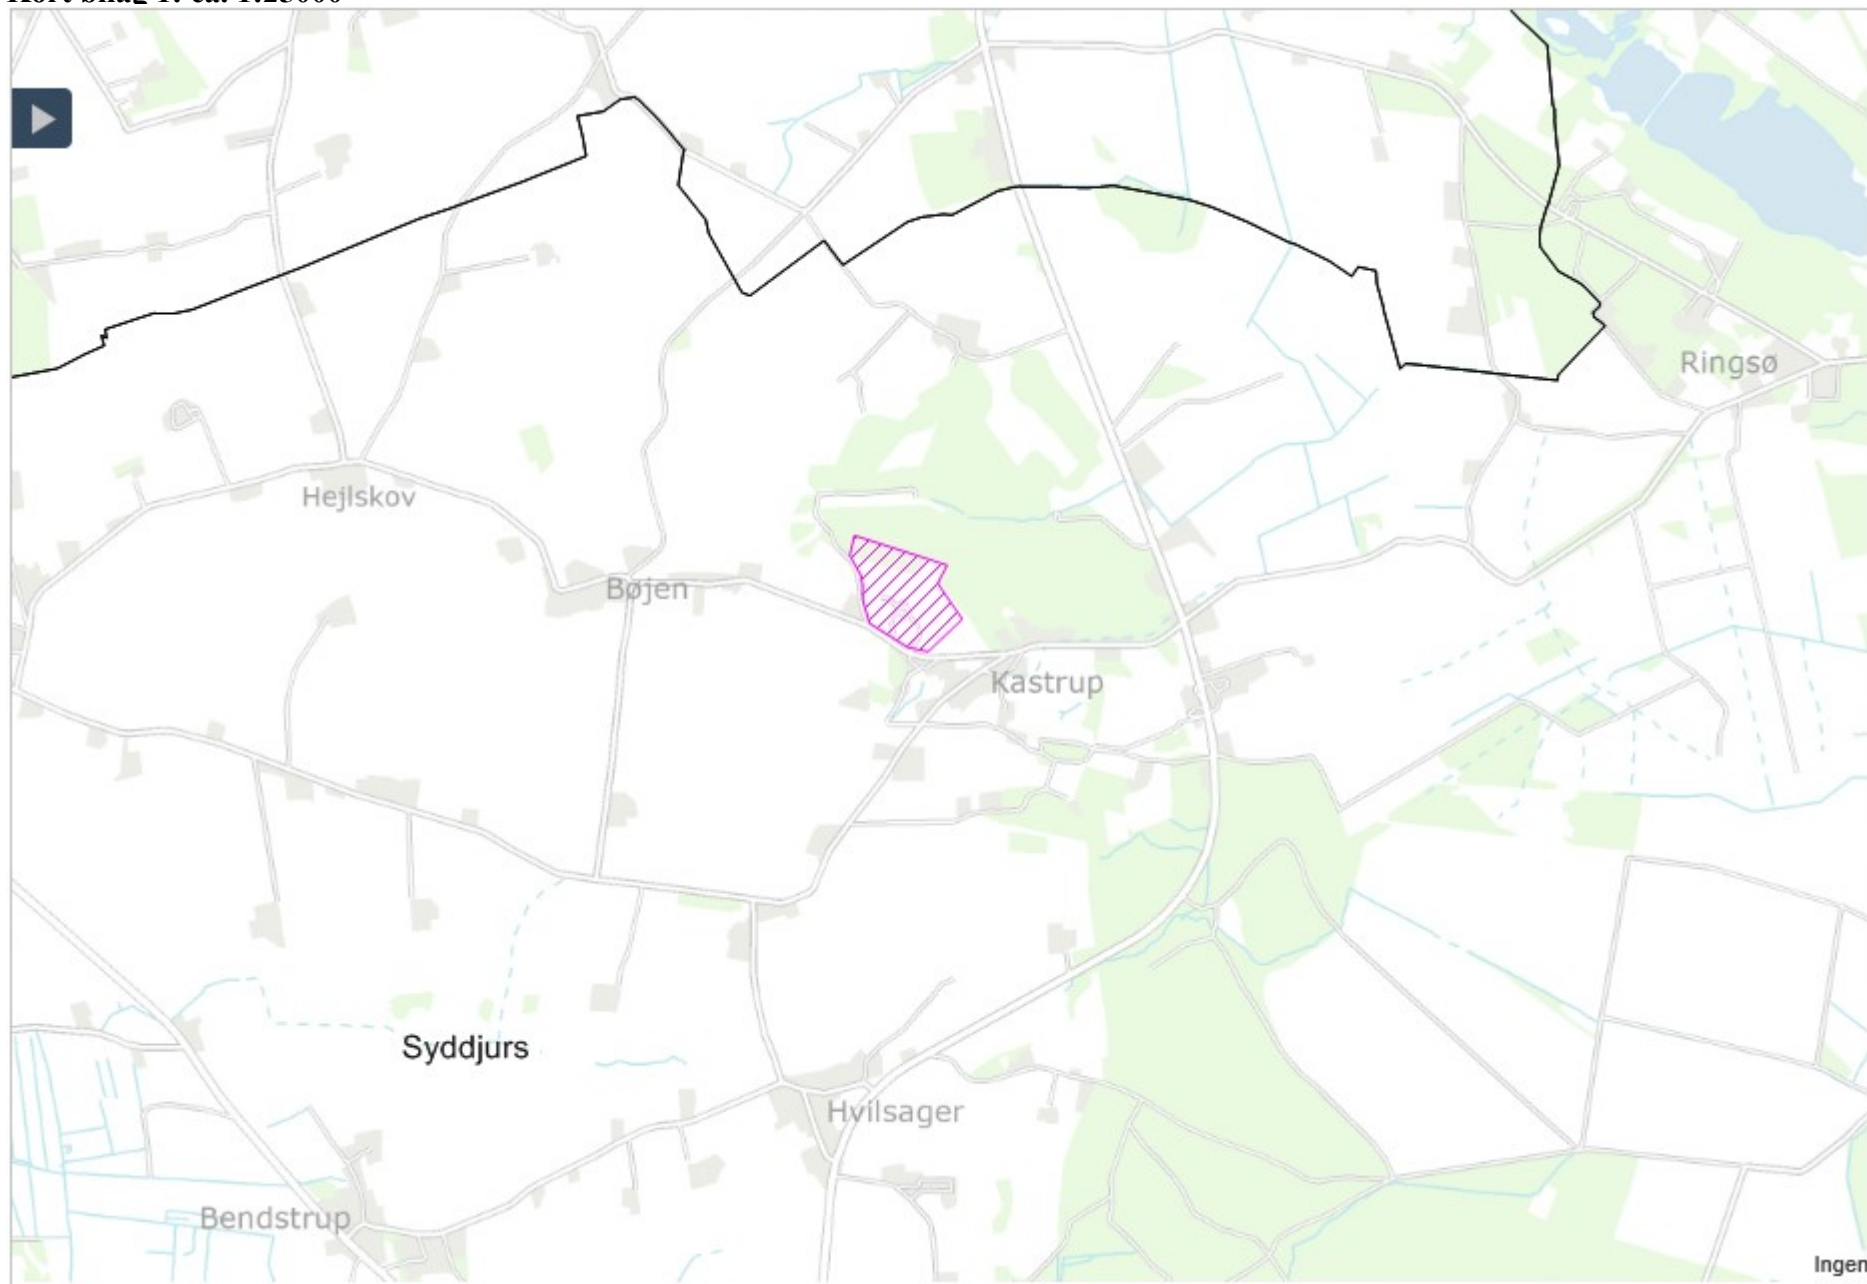 Ringsø
Hejlskov
Bøjen
Kastrup
Syddjurs
Hvilsager
Bendstrup
Ingen